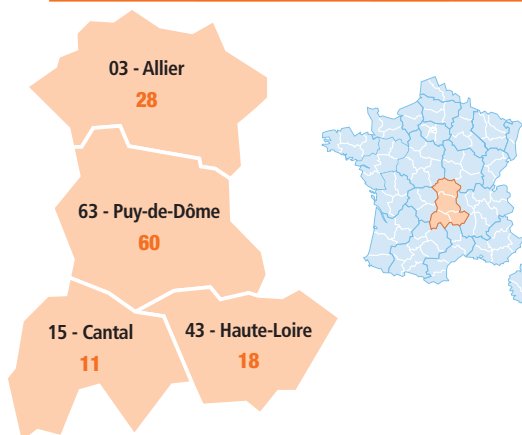 03 - Allier
28
63 - Puy-de-Dôme
60
15 - Cantal
11
43 - Haute-Loire
18